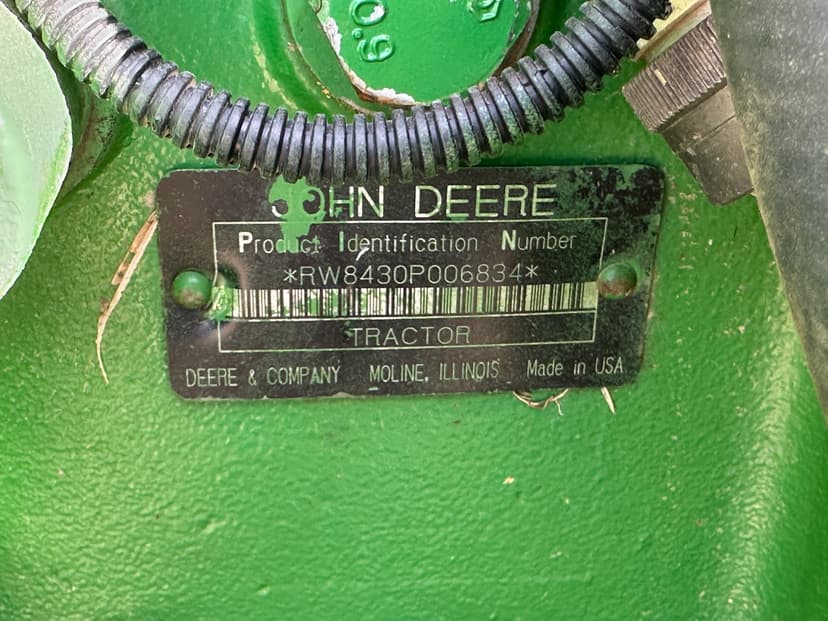 JOHN DEERE
Product Identification Number
*RW8430P006834*
TRACTOR
DEERE & COMPANY MOLINE, ILLINOIS Made in USA